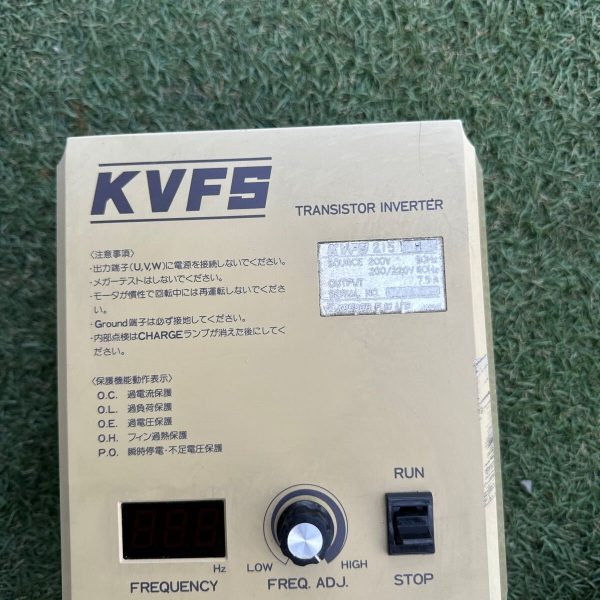 KVFS
TRANSISTOR INVERTER
〈注意事項〉
・出力端子(U,V,W)に電源を接続しないでください。
・メガーテストはしないでください。
・モータが慣性で回転中には再運転しないでくださ
い。
・Ground端子は必ず接地してください。
・内部点検はCHARGEランプが消えた後にしてく
ださい。
215
SOURCE 200V 50Hz
200/220V 60Hz
OUTPUT 7.5A
SERIAL NO.
〈保護機能動作表示〉
O.C. 過電流保護
O.L. 過負荷保護
O.E. 過電圧保護
O.H. フィン過熱保護
P.O. 瞬時停電・不足電圧保護
RUN
Hz
LOW HIGH
FREQUENCY FREQ. ADJ. STOP